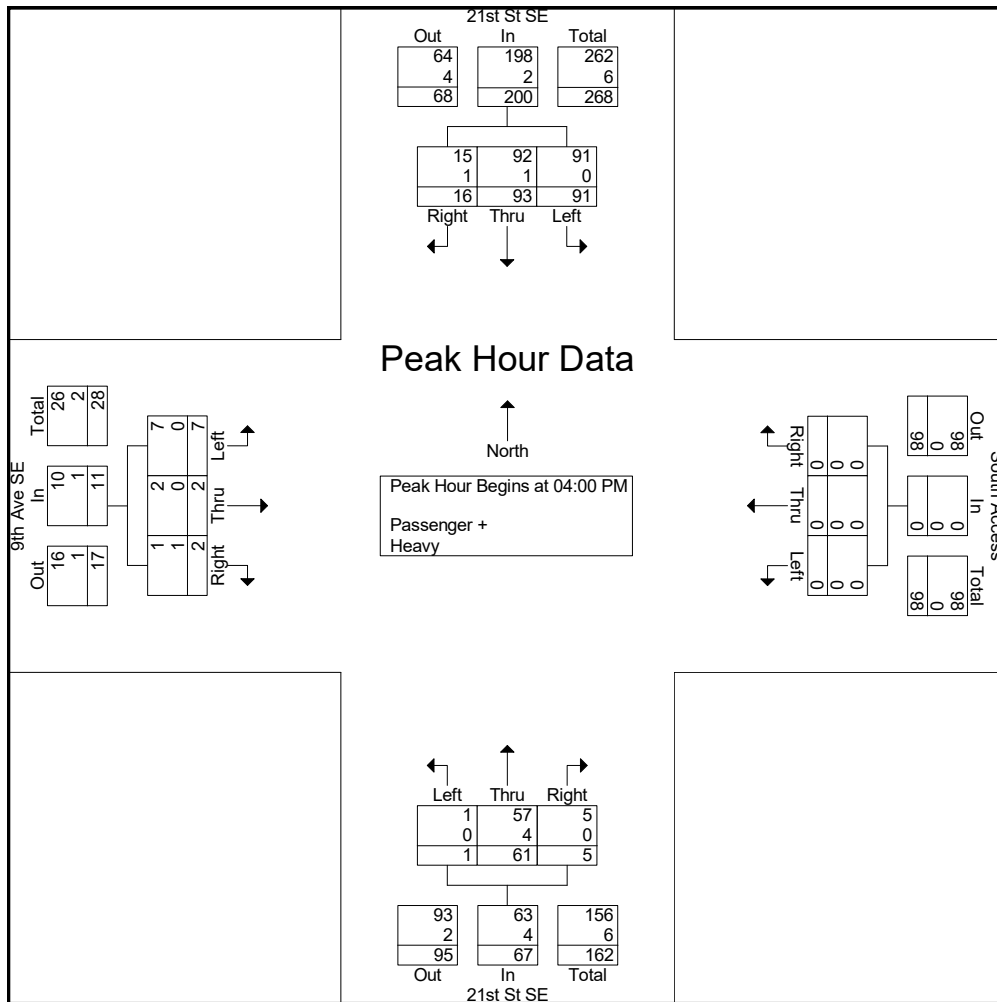 21st St SE
Out In Total
64 198 262
4 2 6
68 200 268
15 92 91
1 1 0
16 93 91
Right Thru Left
Peak Hour Data
North
Peak Hour Begins at 04:00 PM
Passenger +
Heavy
9th Ave SE
Out In Total
16 10 26
1 1 2
17 11 28
Right Thru Left
1 2 7
1 0 0
2 2 7
South Access
Out In Total
98 0 98
0 0 0
98 0 98
Right Thru Left
0 0 0
0 0 0
0 0 0
Left Thru Right
1 57 5
0 4 0
1 61 5
93 63 156
2 4 6
95 67 162
Out In Total
21st St SE